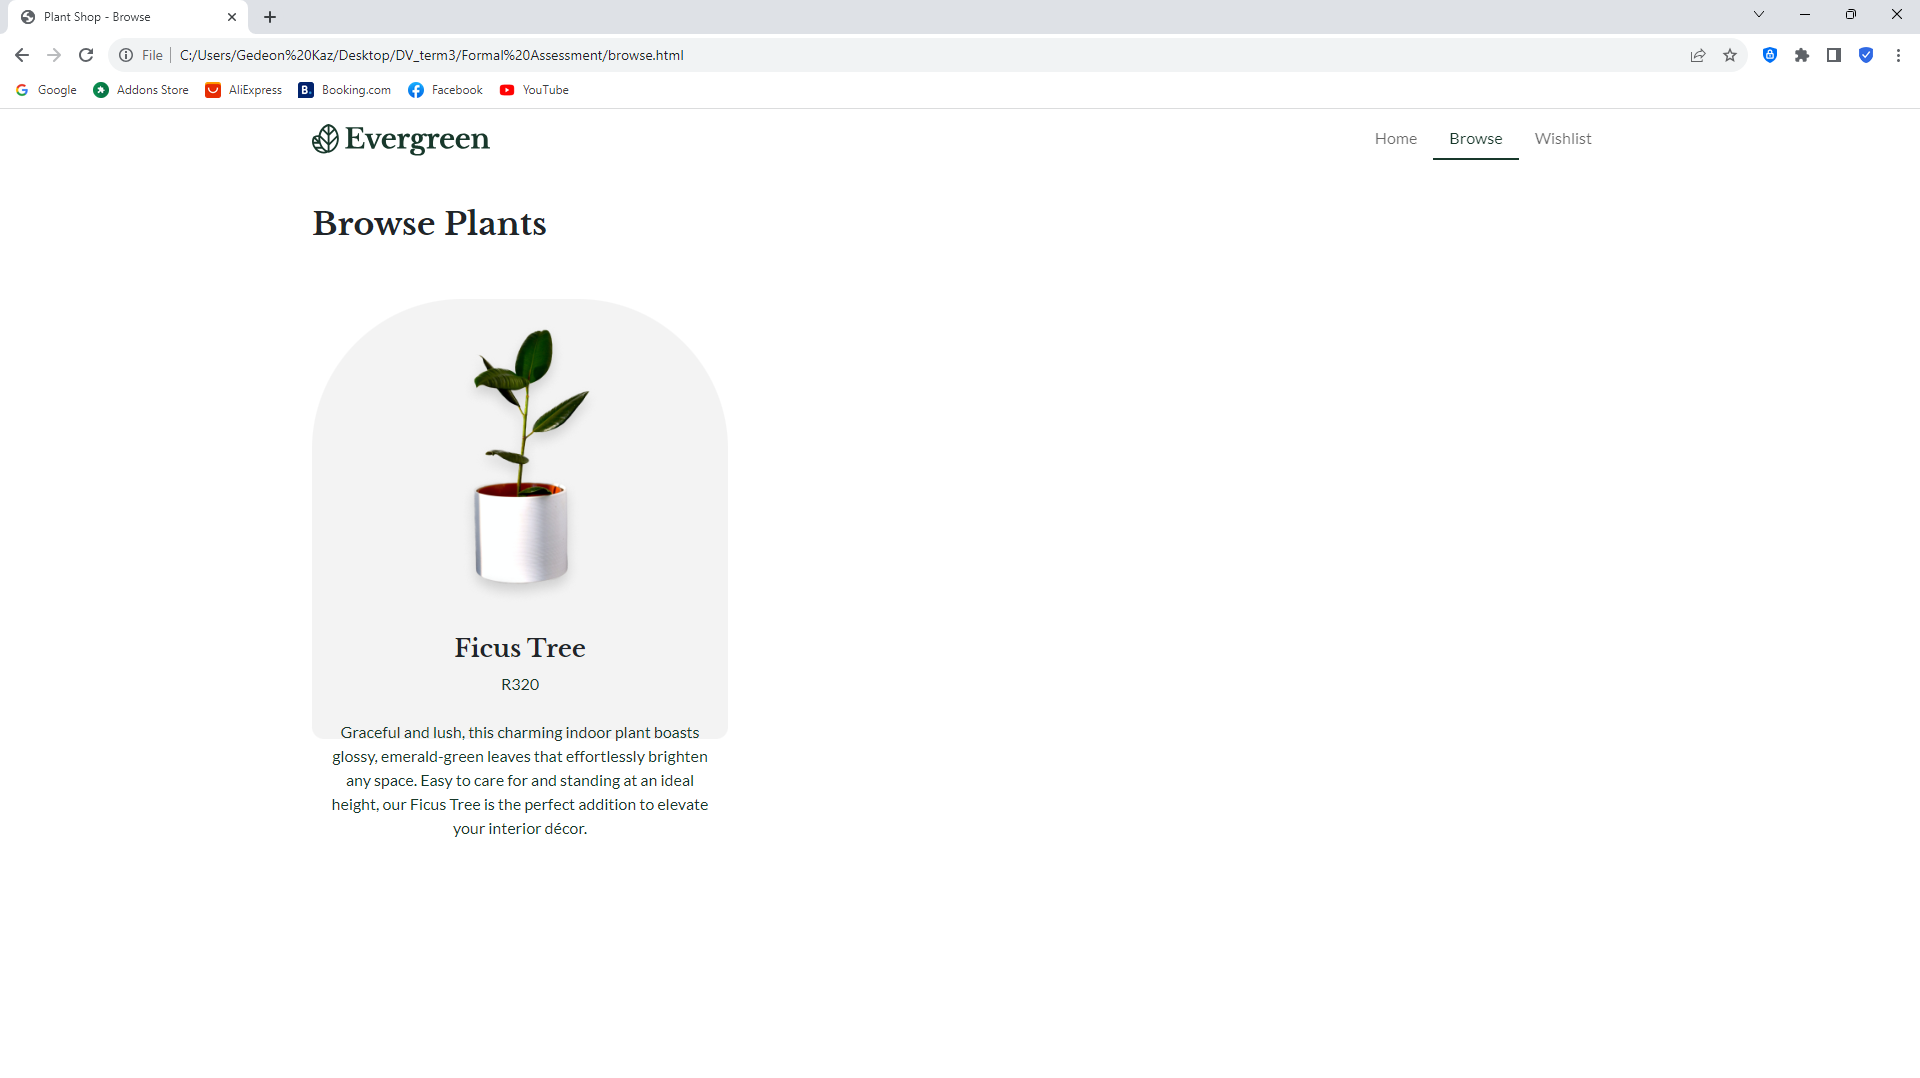 Plant Shop - Browse
File
C:/Users/Gedeon%20Kaz/Desktop/DV_term3/Formal%20Assessment/browse.html
Google
Addons Store
AliExpress
B.
Booking.com
Facebook
YouTube
Evergreen
Home
Browse
Wishlist
Browse Plants
Ficus Tree
R320
Graceful and lush, this charming indoor plant boasts
glossy, emerald-green leaves that effortlessly brighten
any space. Easy to care for and standing at an ideal
height, our Ficus Tree is the perfect addition to elevate
your interior décor.